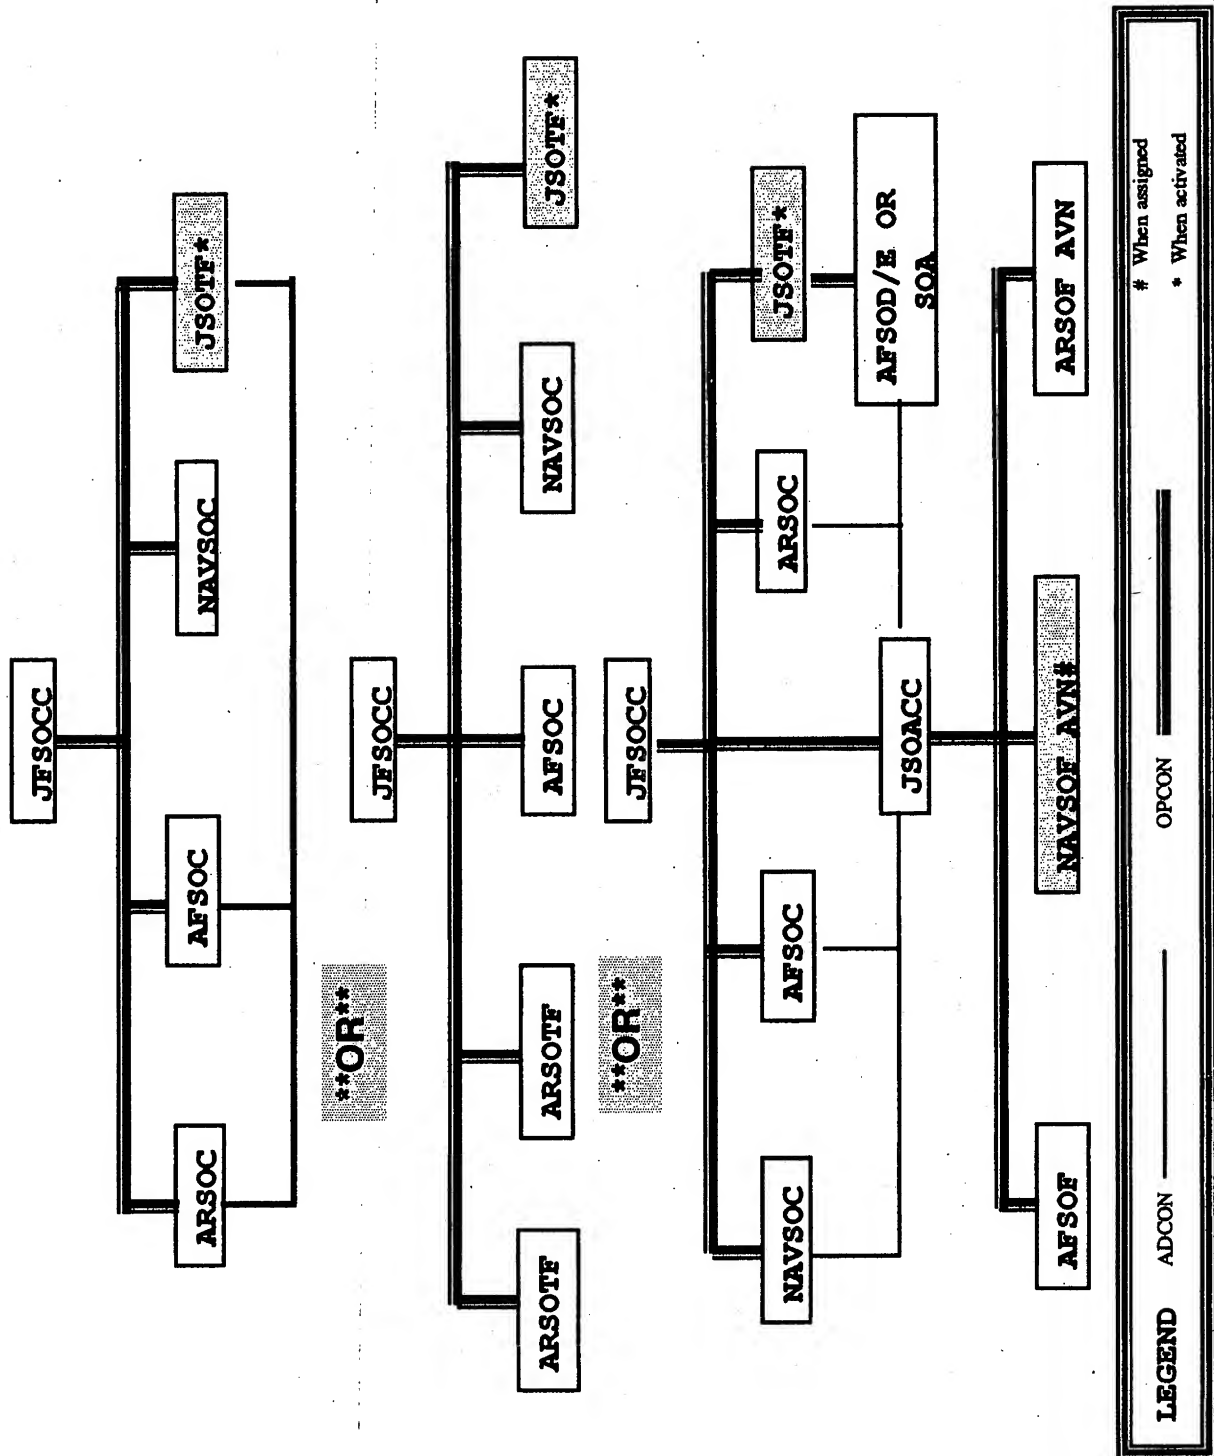 JFSOCC
ARSOC
AFSOC
NAVSOC
JSOTF*
**OR**
JFSOCC
ARSOTF
ARSOTF
AFSOC
NAVSOC
JSOTF*
**OR**
JFSOCC
NAVSOC
AFSOC
ARSOC
JSOTF*
JSOACC
AFSOD/E OR
SOA
AFSOF
NAVSOF AVN#
ARSOF AVN
LEGEND
ADCON
OPCON
# When assigned
* When activated